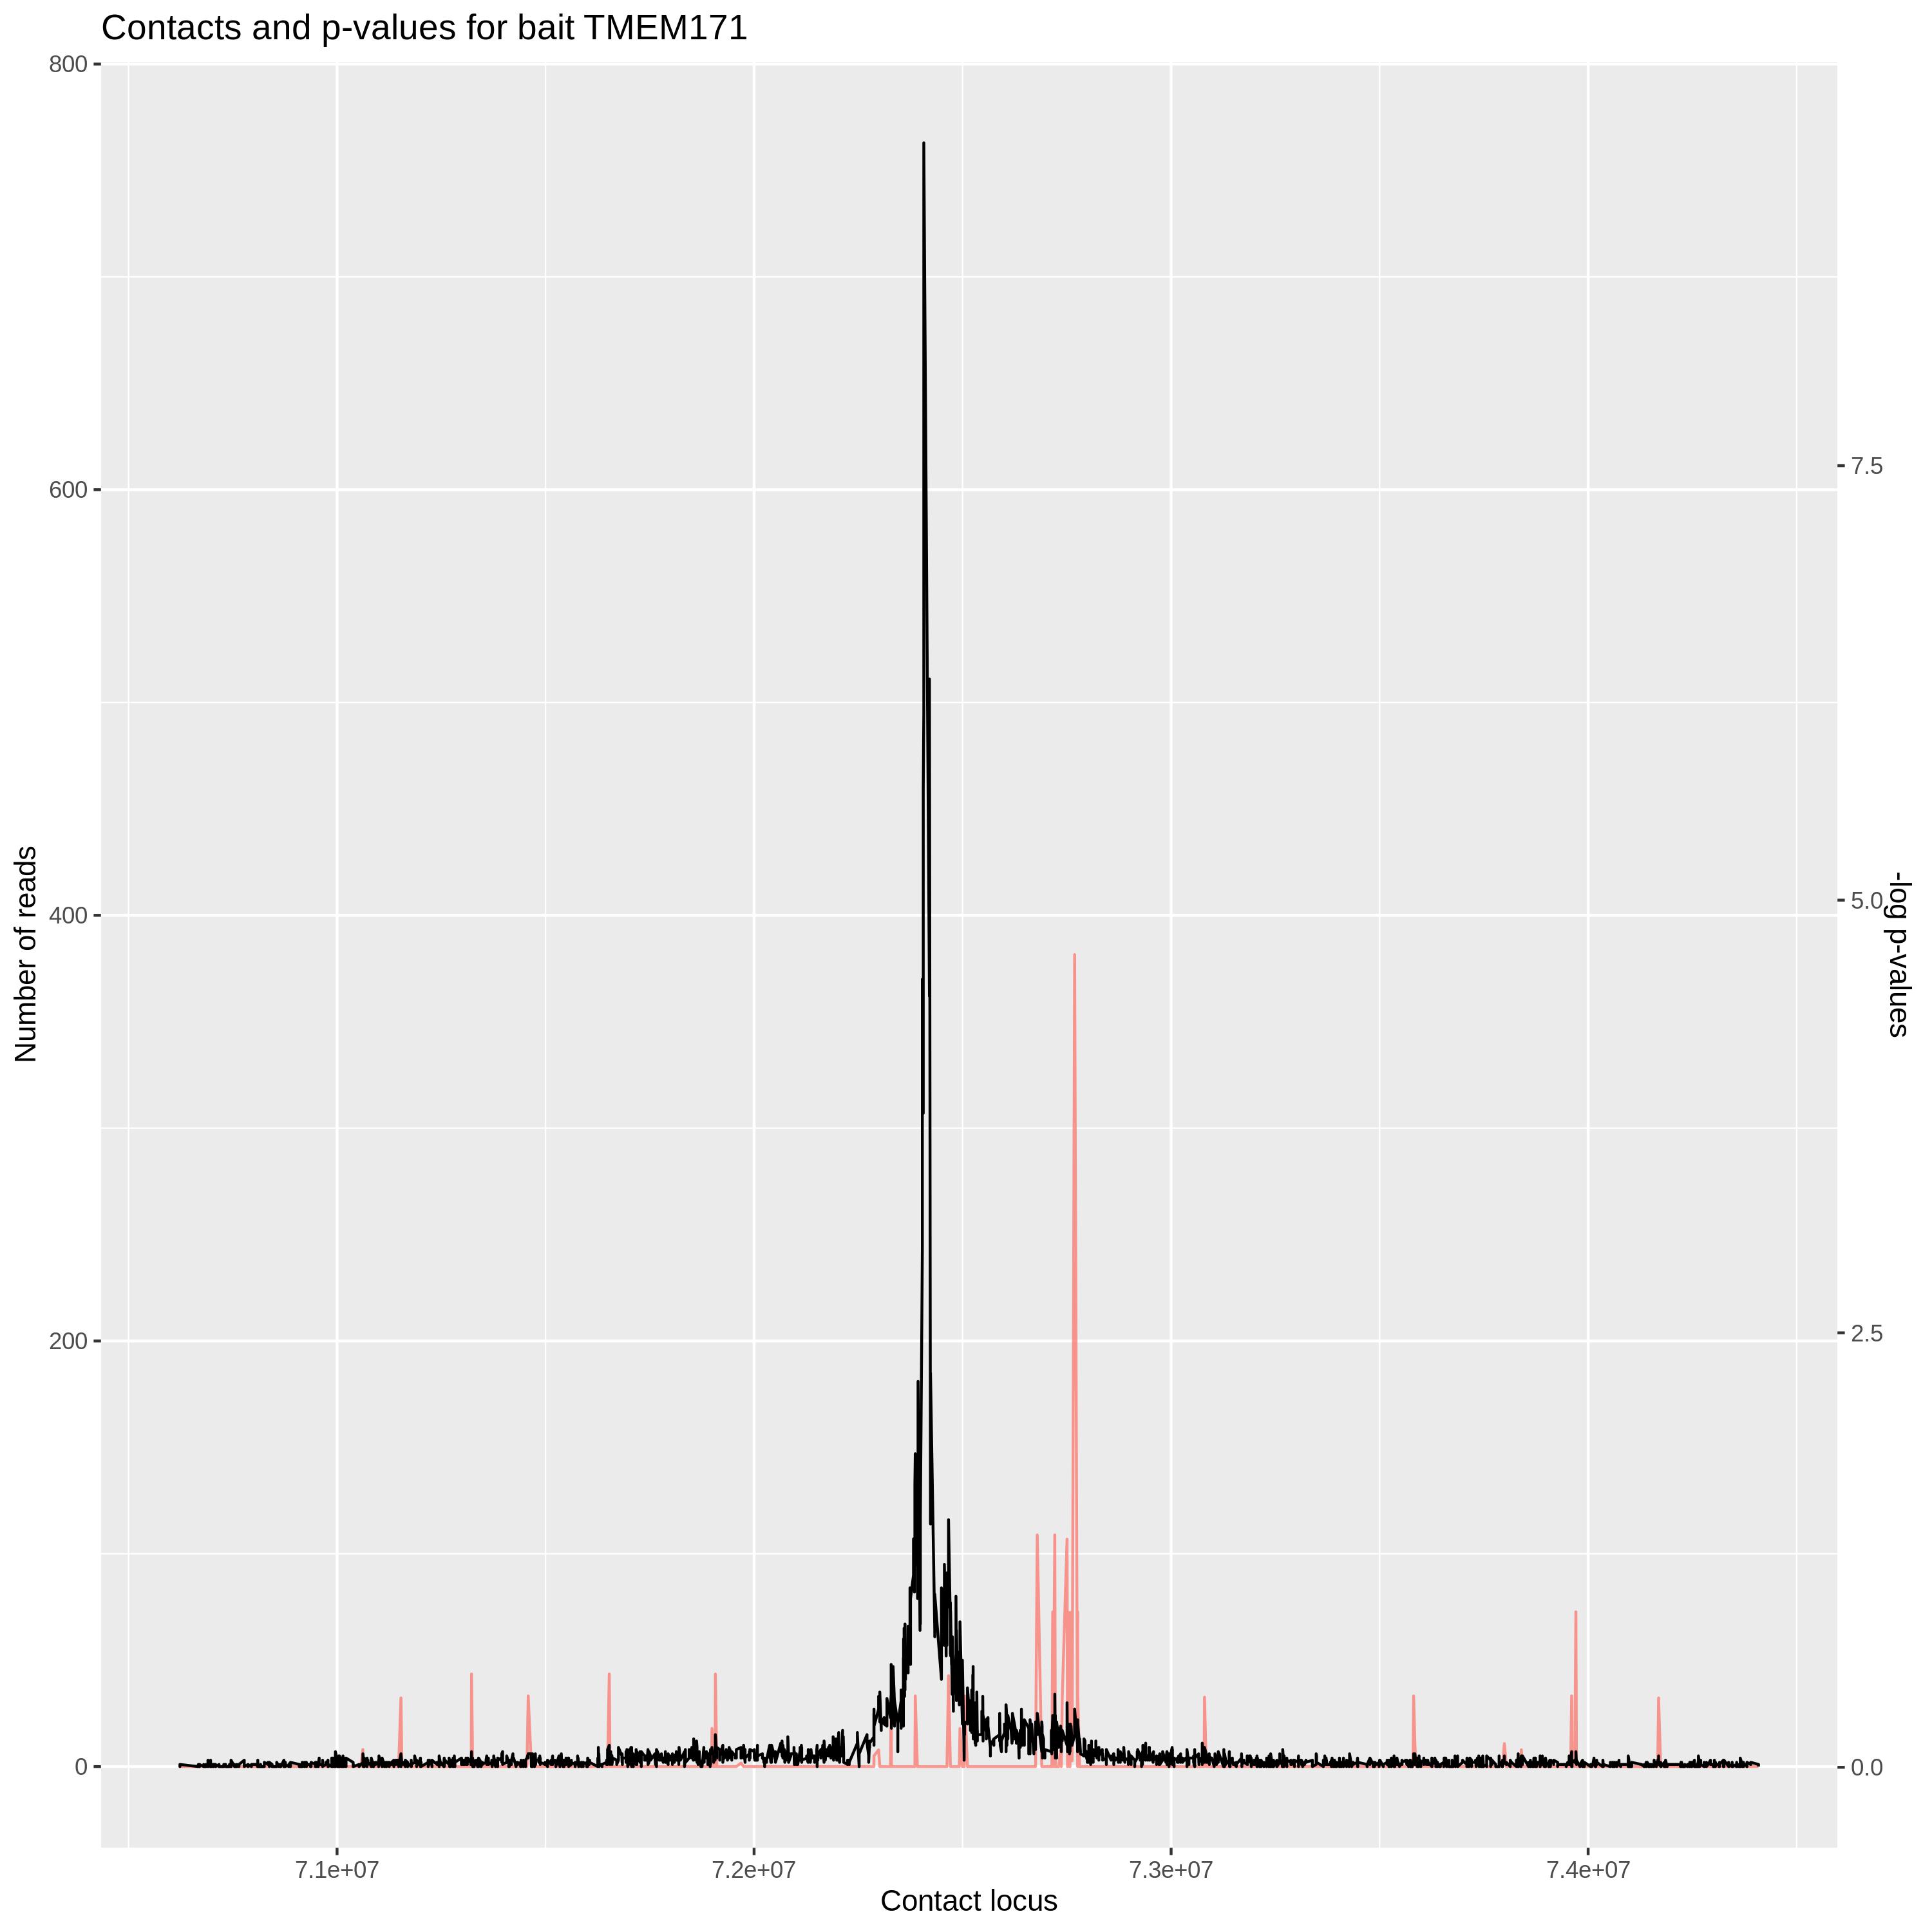 Contacts and p-values for bait TMEM171
800
600
400
200
0
Number of reads
7.5
5.0
2.5
0.0
-log p-values
7.1e+07
7.2e+07
7.3e+07
7.4e+07
Contact locus